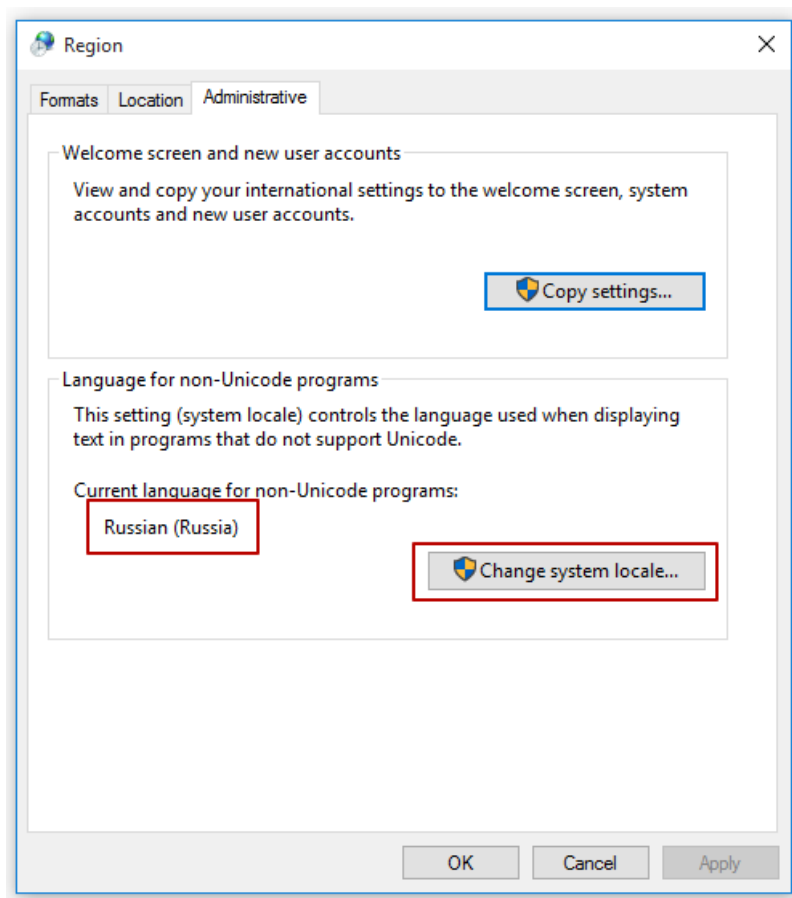 Region
Formats Location Administrative
Welcome screen and new user accounts
View and copy your international settings to the welcome screen, system
accounts and new user accounts.
Copy settings...
Language for non-Unicode programs
This setting (system locale) controls the language used when displaying
text in programs that do not support Unicode.
Current language for non-Unicode programs:
Russian (Russia)
Change system locale...
OK Cancel Apply